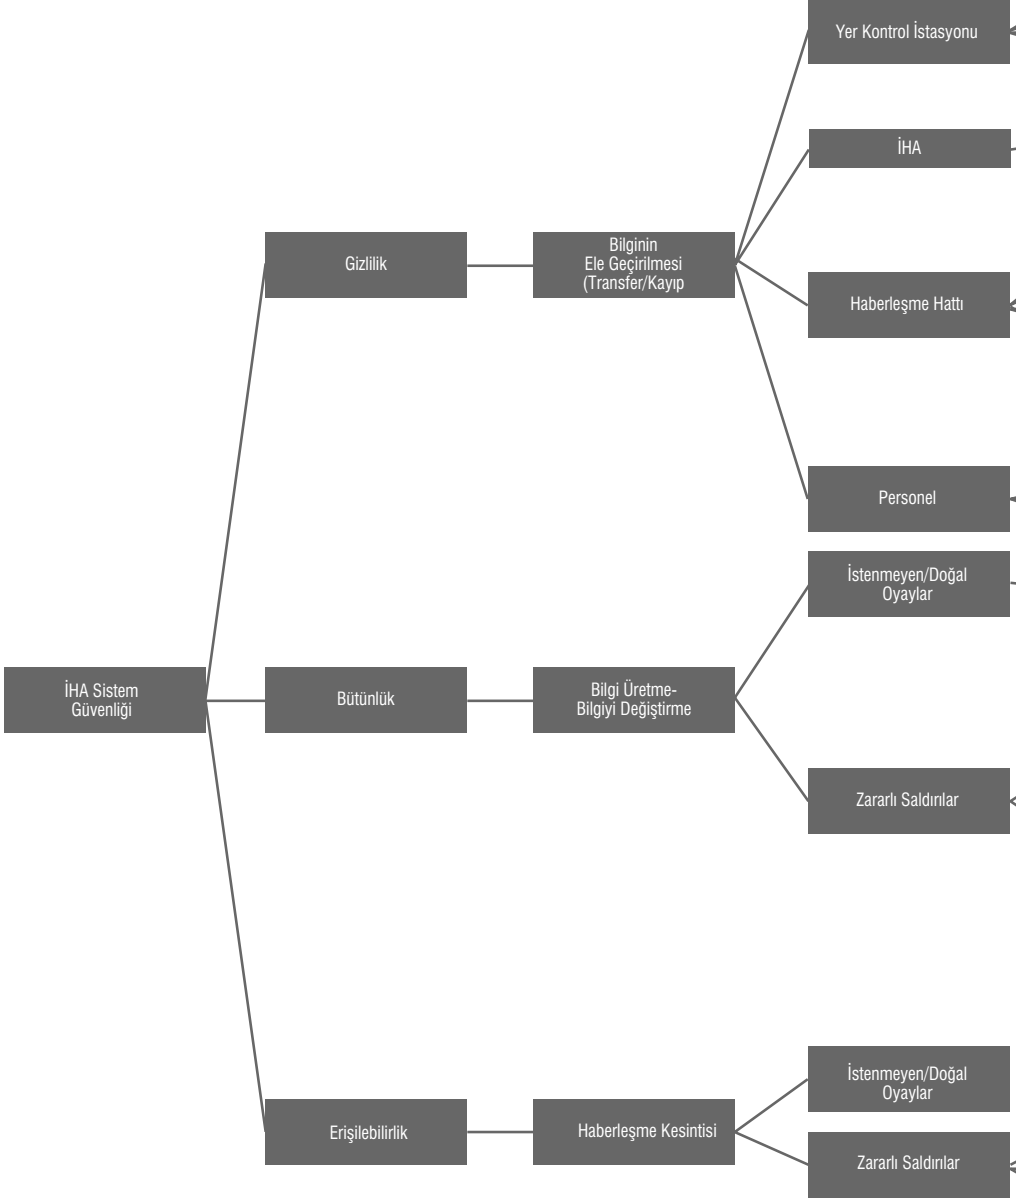 Yer Kontrol İstasyonu
İHA
Gizlilik
Bilginin
Ele Geçirilmesi
(Transfer/Kayıp
Haberleşme Hattı
Personel
İstenmeyen/Doğal
Oyaylar
İHA Sistem
Güvenliği
Bütünlük
Bilgi Üretme-
Bilgiyi Değiştirme
Zararlı Saldırılar
Erişilebilirlik
Haberleşme Kesintisi
İstenmeyen/Doğal
Oyaylar
Zararlı Saldırılar